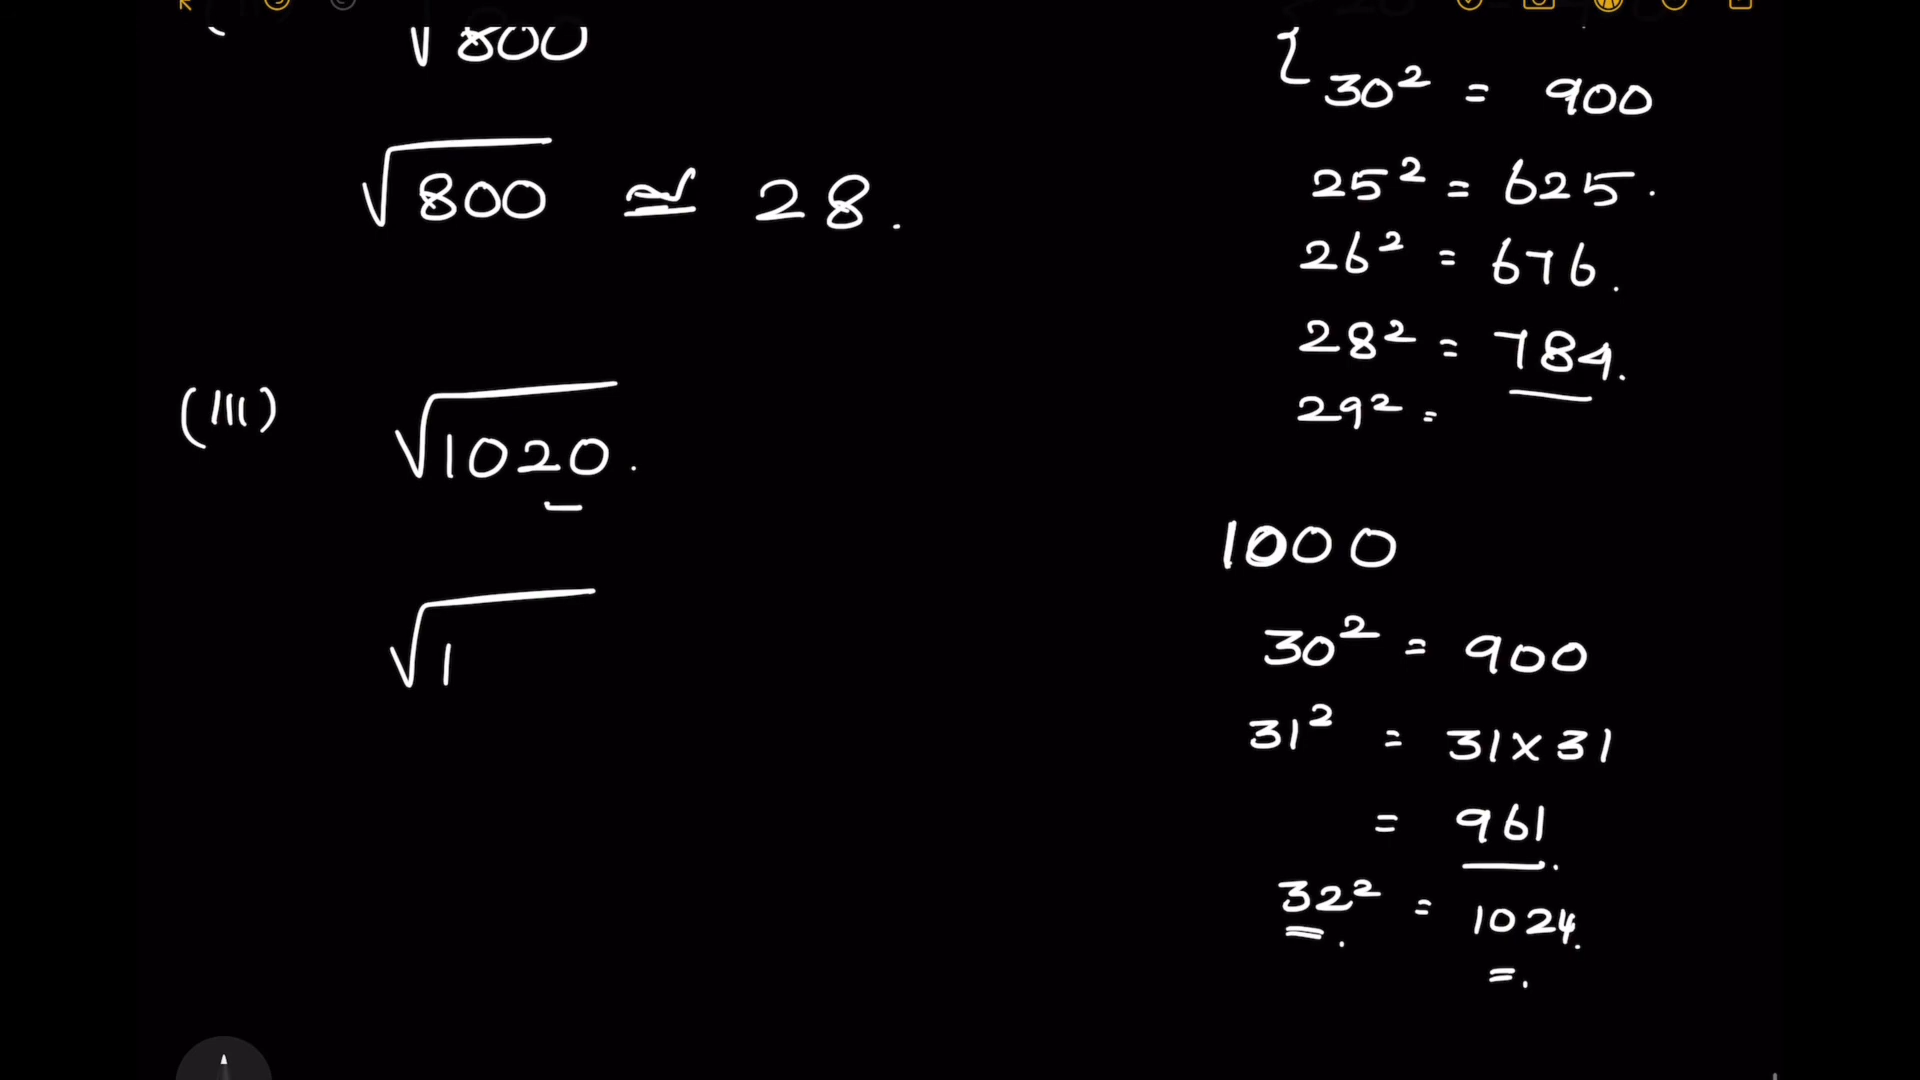 √800
30² = 900
√800 ≅ 28.
25² = 625.
26² = 676.
28² = 784.
29² =
(III) √1020.
1000
√1
30² = 900
31² = 31×31
= 961.
32² = 1024.